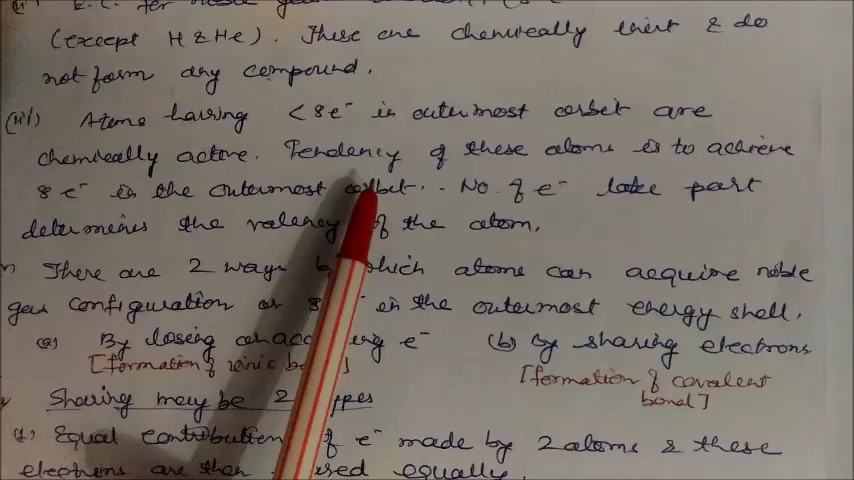 (except H & He). These are chemically inert & do
not form any compound.
(iii) Atoms having < 8e⁻ in outermost orbit are
chemically active. Tendency of these atoms is to achieve
8 e⁻ in the outermost orbit. No. of e⁻ take part
determines the valency of the atom.
There are 2 ways by which atoms can acquire noble
gas configuration or 8 e⁻ in the outermost energy shell.
(a) By losing or e⁻ (b) by sharing electrons
[formation of ionic [formation of covalent
bond]
Sharing may be 2
(1) Equal contribution of e⁻ made by 2 atoms & these
electrons are then equally.